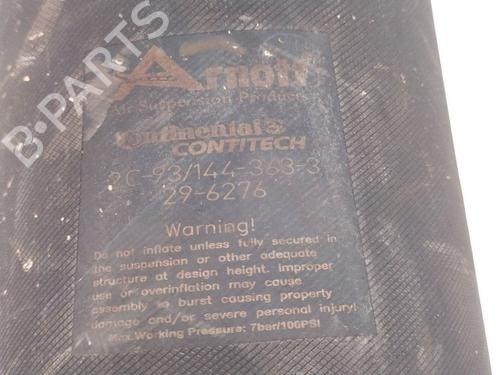 B-PARTS
Arnott
Air Suspension Products
Continental
CONTITECH
2C-93/144-363-3
29-6276
Warning!
Do not inflate unless fully secured in
the suspension or other adequate
structure at design height. Improper
use or overinflation may cause
assembly to burst causing property
damage and/or severe personal injury!
Max.Working Pressure: 7bar/100PSI